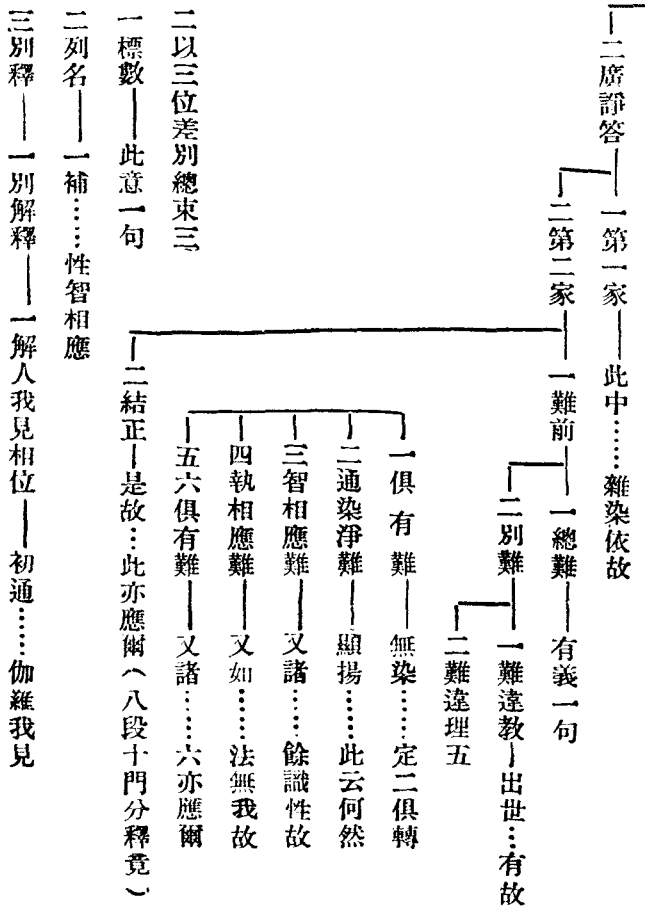 二廣諍答 一第一家 此中……雜染依故
二第二家 一難前 一總難 有義一句
二別難 一難違教 出世…有故
二難違理五
一俱有難 無染……定二俱轉
二通染淨難 顯揚……此云何然
三智相應難 又諸……餘識性故
四執相應難 又如……法無我故
五六俱有難 又諸……六亦應爾
二結正 是故…此亦應爾(八段十門分釋竟)
二以三位差別總束三
一標數 此意一句
二列名 一補……性智相應
三別釋 一別解釋 一解人我見相位 初通……伽羅我見